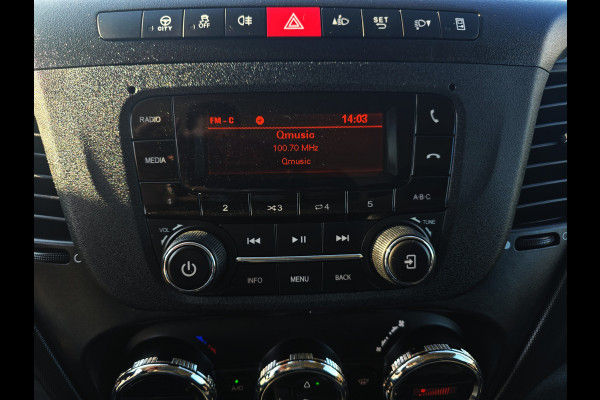 CITY
OFF
SET
RADIO
FM - C
14:03
Qmusic
100.70 MHz
Qmusic
MEDIA
1
2
3
4
5
A-B-C
VOL
TUNE
INFO
MENU
BACK
A/C